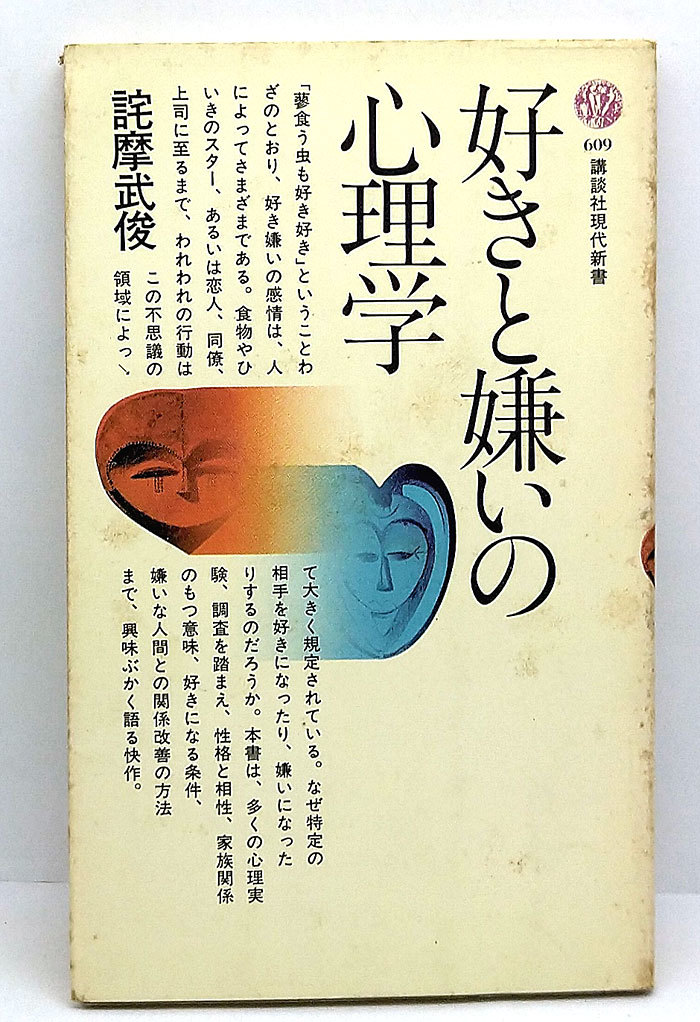 609
講談社現代新書
好きと嫌いの
心理学
「蓼食う虫も好き好き」ということわ
ざのとおり、好き嫌いの感情は、人
によってさまざまである。食物やひ
いきのスター、あるいは恋人、同僚、
上司に至るまで、われわれの行動は
この不思議の
領域によっ↘
詫摩武俊
て大きく規定されている。なぜ特定の
相手を好きになったり、嫌いになった
りするのだろうか。本書は、多くの心理実
験、調査を踏まえ、性格と相性、家族関係
のもつ意味、好きになる条件、
嫌いな人間との関係改善の方法
まで、興味ぶかく語る快作。